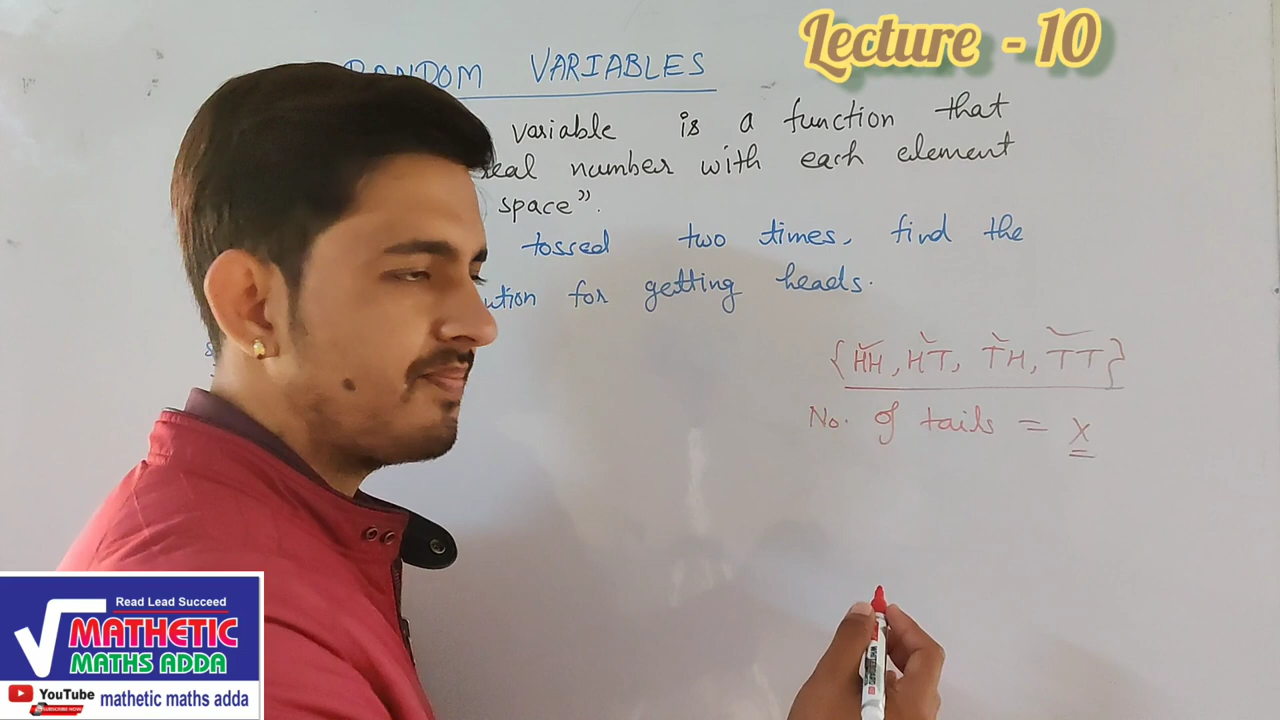 Lecture - 10
RANDOM VARIABLES
variable is a function that
real number with each element
space”.
tossed two times, find the
ution for getting heads.
{HH, HT, TH, TT}
No. of tails = X
Read Lead Succeed
MATHETIC
MATHS ADDA
YouTube mathetic maths adda